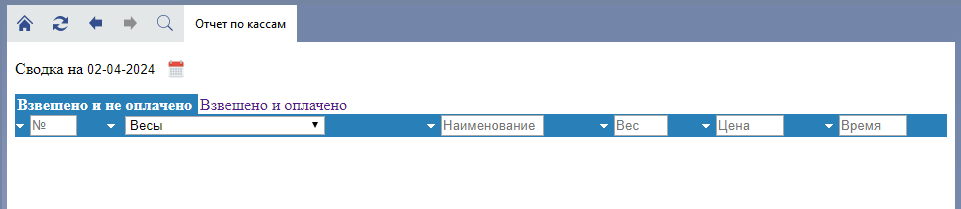 Отчет по кассам
Сводка на 02-04-2024
Взвешено и не оплачено Взвешено и оплачено
№ Весы Наименование Вес Цена Время